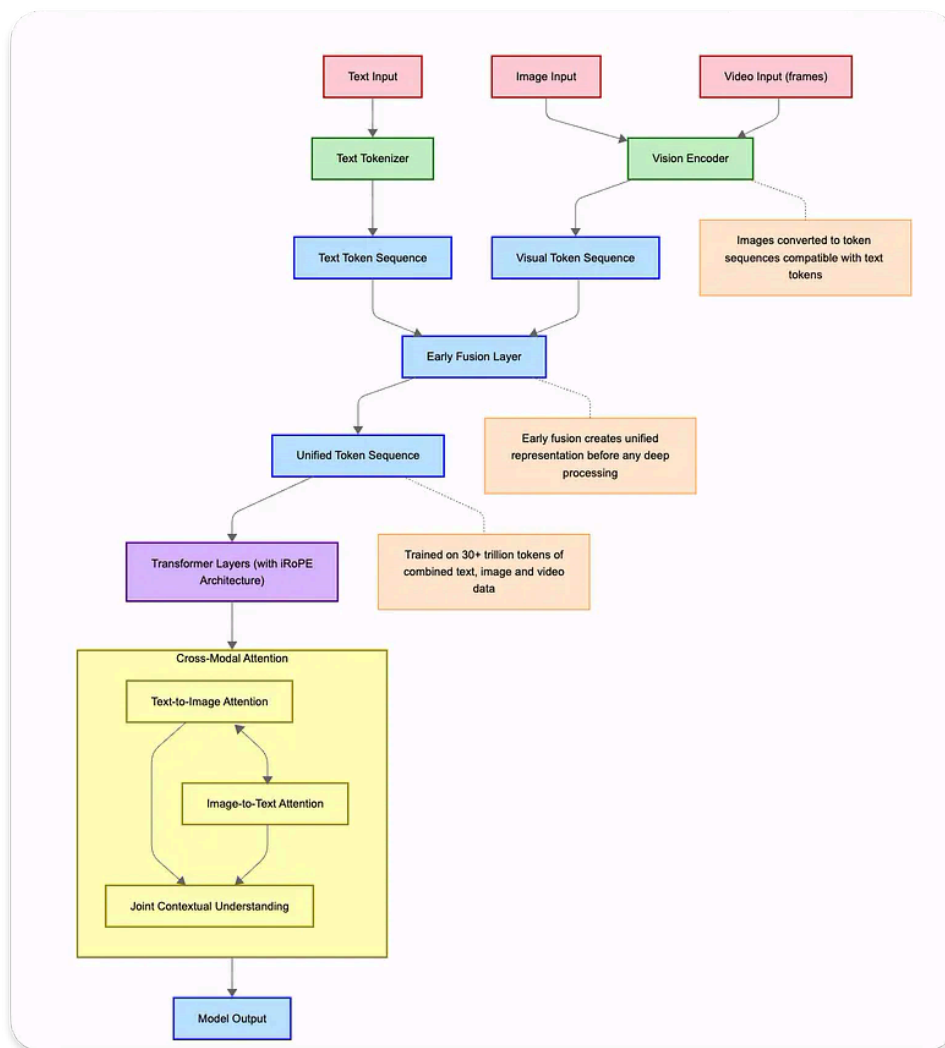 Text Input
Image Input
Video Input (frames)
Text Tokenizer
Vision Encoder
Text Token Sequence
Visual Token Sequence
Images converted to token
sequences compatible with text
tokens
Early Fusion Layer
Early fusion creates unified
representation before any deep
processing
Unified Token Sequence
Transformer Layers (with iRoPE
Architecture)
Trained on 30+ trillion tokens of
combined text, image and video
data
Cross-Modal Attention
Text-to-Image Attention
Image-to-Text Attention
Joint Contextual Understanding
Model Output